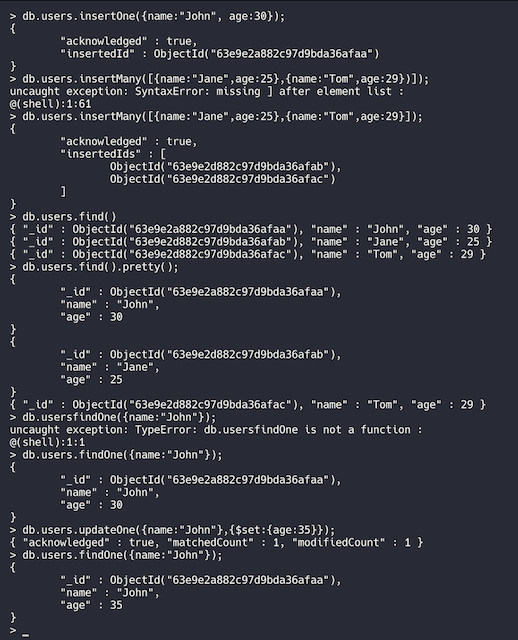 > db.users.insertOne({name:"John", age:30});
{
        "acknowledged" : true,
        "insertedId" : ObjectId("63e9e2a882c97d9bda36afaa")
}
> db.users.insertMany([{name:"Jane",age:25},{name:"Tom",age:29})]);
uncaught exception: SyntaxError: missing ] after element list :
@(shell):1:61
> db.users.insertMany([{name:"Jane",age:25},{name:"Tom",age:29}]);
{
        "acknowledged" : true,
        "insertedIds" : [
                ObjectId("63e9e2d882c97d9bda36afab"),
                ObjectId("63e9e2d882c97d9bda36afac")
        ]
}
> db.users.find()
{ "_id" : ObjectId("63e9e2a882c97d9bda36afaa"), "name" : "John", "age" : 30 }
{ "_id" : ObjectId("63e9e2d882c97d9bda36afab"), "name" : "Jane", "age" : 25 }
{ "_id" : ObjectId("63e9e2d882c97d9bda36afac"), "name" : "Tom", "age" : 29 }
> db.users.find().pretty();
{
        "_id" : ObjectId("63e9e2a882c97d9bda36afaa"),
        "name" : "John",
        "age" : 30
}
{
        "_id" : ObjectId("63e9e2d882c97d9bda36afab"),
        "name" : "Jane",
        "age" : 25
}
{ "_id" : ObjectId("63e9e2d882c97d9bda36afac"), "name" : "Tom", "age" : 29 }
> db.usersfindOne({name:"John"});
uncaught exception: TypeError: db.usersfindOne is not a function :
@(shell):1:1
> db.users.findOne({name:"John"});
{
        "_id" : ObjectId("63e9e2a882c97d9bda36afaa"),
        "name" : "John",
        "age" : 30
}
> db.users.updateOne({name:"John"},{$set:{age:35}});
{ "acknowledged" : true, "matchedCount" : 1, "modifiedCount" : 1 }
> db.users.findOne({name:"John"});
{
        "_id" : ObjectId("63e9e2a882c97d9bda36afaa"),
        "name" : "John",
        "age" : 35
}
> _